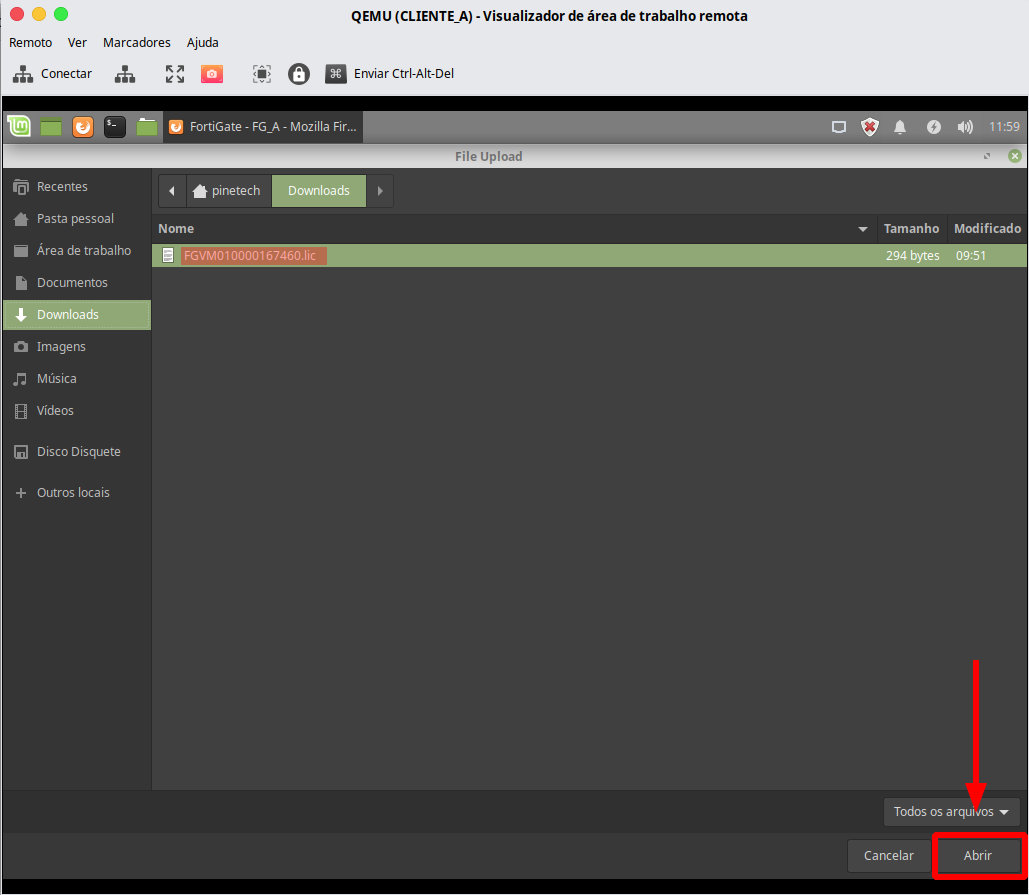 QEMU (CLIENTE_A) - Visualizador de área de trabalho remota
Remoto Ver Marcadores Ajuda
Conectar Enviar Ctrl-Alt-Del
FortiGate - FG_A - Mozilla Fir... 11:59
File Upload
Recentes
pinetech Downloads
Pasta pessoal
Nome Tamanho Modificado
Área de trabalho
FGVM010000167460.lic 294 bytes 09:51
Documentos
Downloads
Imagens
Música
Vídeos
Disco Disquete
Outros locais
Todos os arquivos
Cancelar Abrir